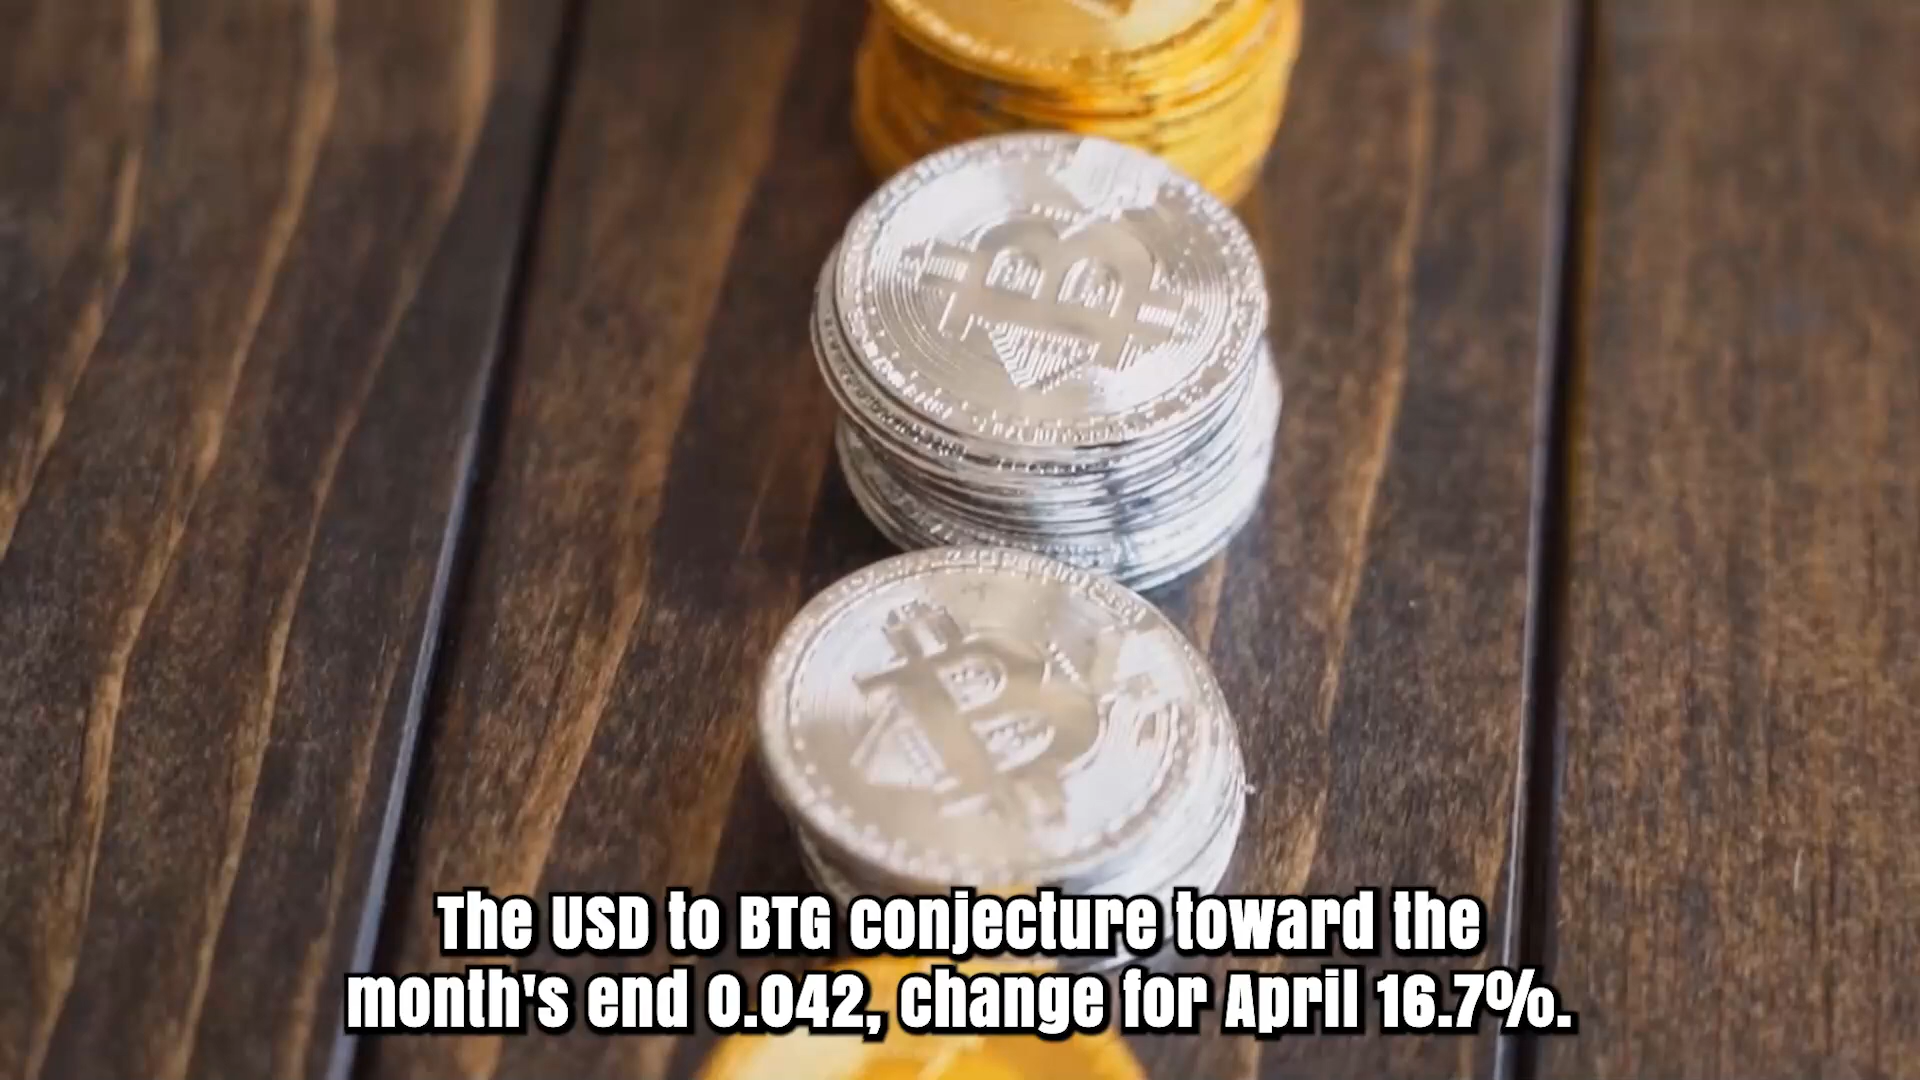 The USD to BTG conjecture toward the
month's end 0.042, change for April 16.7%.